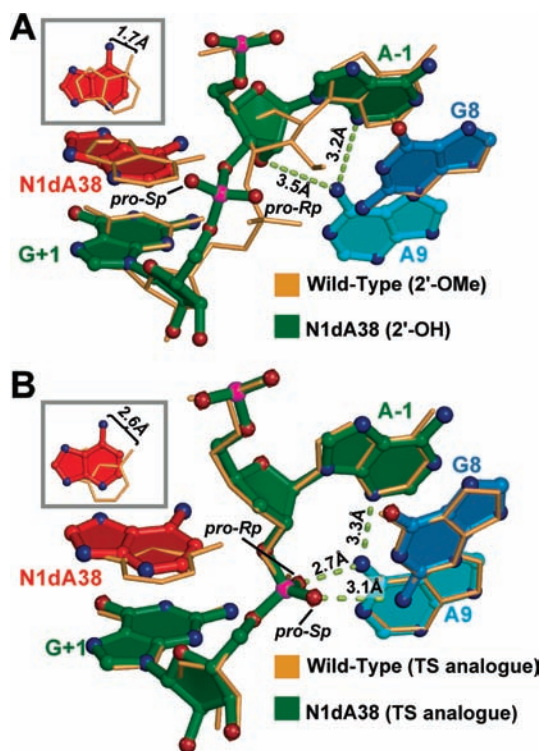 A
1.7Å
A-1
G8
N1dA38
3.2Å
3.5Å
pro-Sp
pro-Rp
G+1
A9
Wild-Type (2'-OMe)
N1dA38 (2'-OH)
B
2.6Å
A-1
G8
pro-Rp
3.3Å
N1dA38
2.7Å
3.1Å
pro-Sp
A9
G+1
Wild-Type (TS analogue)
N1dA38 (TS analogue)